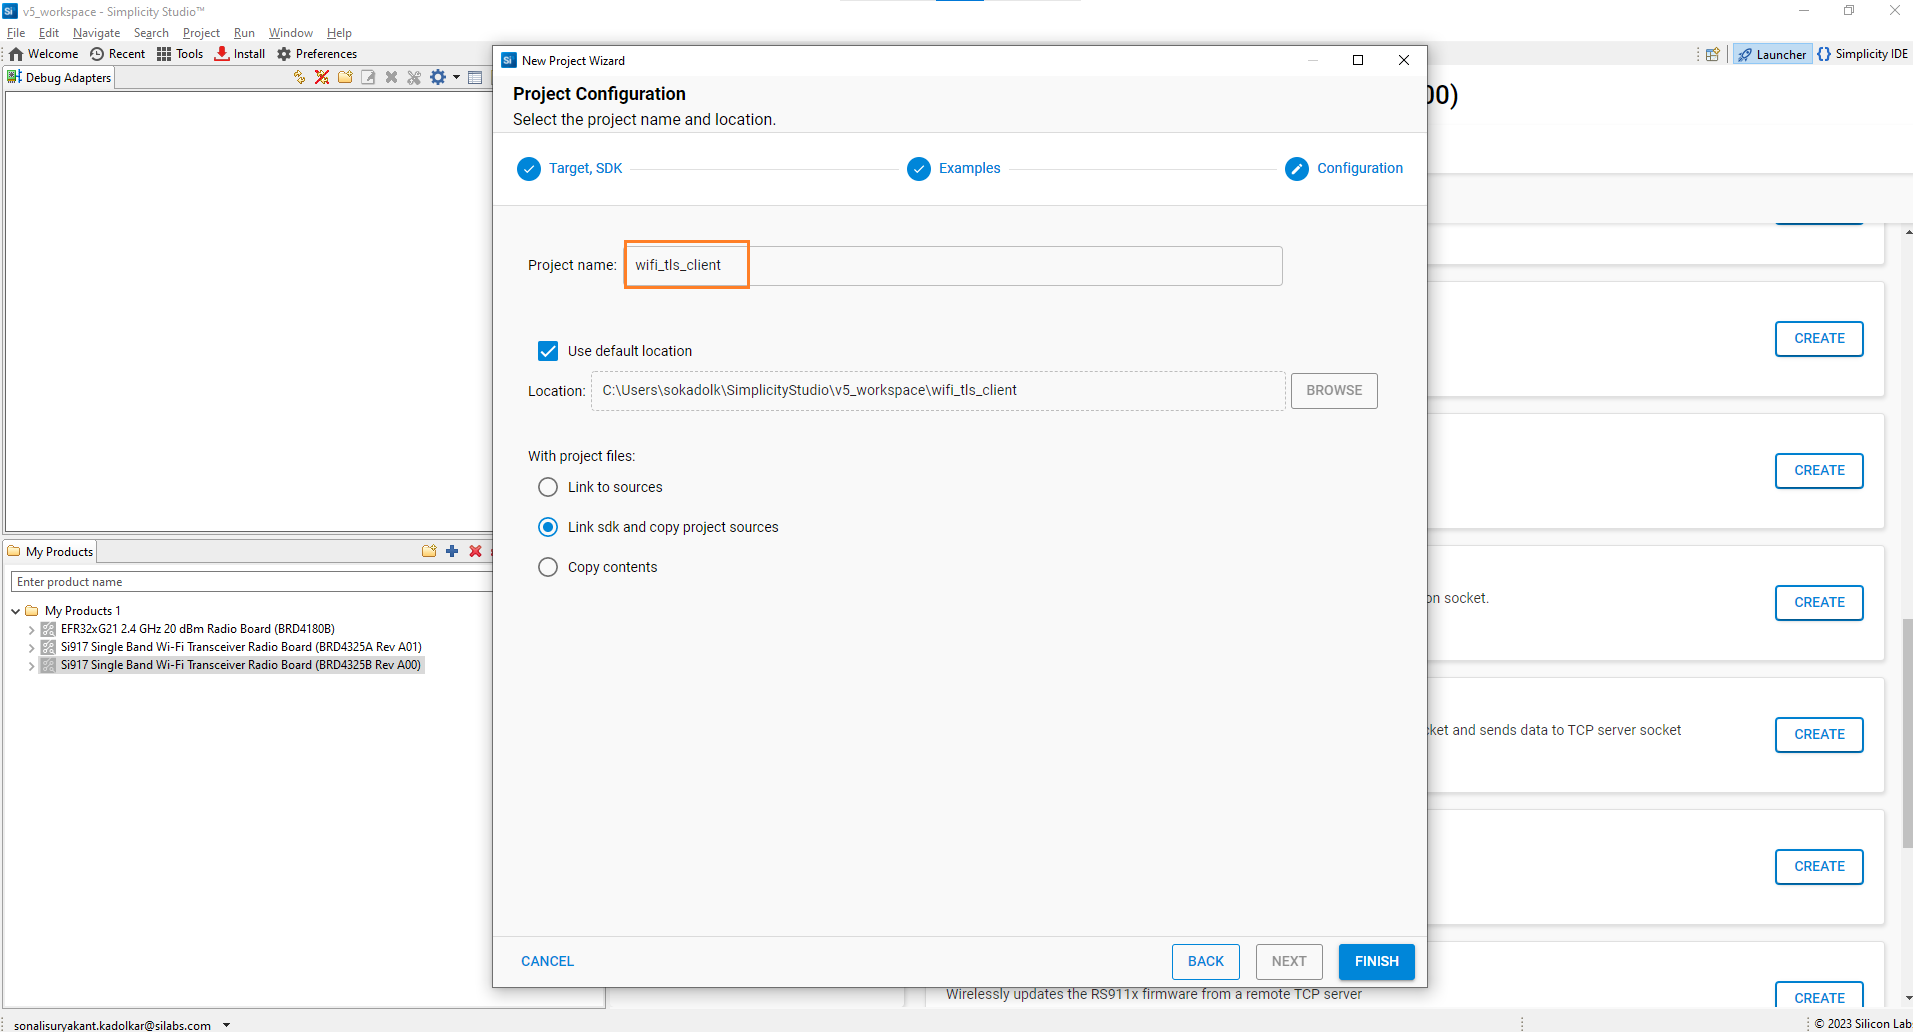 v5_workspace - Simplicity Studio™
File Edit Navigate Search Project Run Window Help
Welcome Recent Tools Install Preferences
Launcher Simplicity IDE
Debug Adapters
New Project Wizard
Project Configuration
Select the project name and location.
Target, SDK
Examples
Configuration
Project name: wifi_tls_client
Use default location
Location: C:\Users\sokadolk\SimplicityStudio\v5_workspace\wifi_tls_client BROWSE
With project files:
Link to sources
Link sdk and copy project sources
Copy contents
CANCEL BACK NEXT FINISH
00)
CREATE
CREATE
on socket.
CREATE
cket and sends data to TCP server socket
CREATE
CREATE
Wirelessly updates the RS911x firmware from a remote TCP server
CREATE
My Products
Enter product name
My Products 1
EFR32xG21 2.4 GHz 20 dBm Radio Board (BRD4180B)
Si917 Single Band Wi-Fi Transceiver Radio Board (BRD4325A Rev A01)
Si917 Single Band Wi-Fi Transceiver Radio Board (BRD4325B Rev A00)
sonalisuryakant.kadolkar@silabs.com
© 2023 Silicon Lab